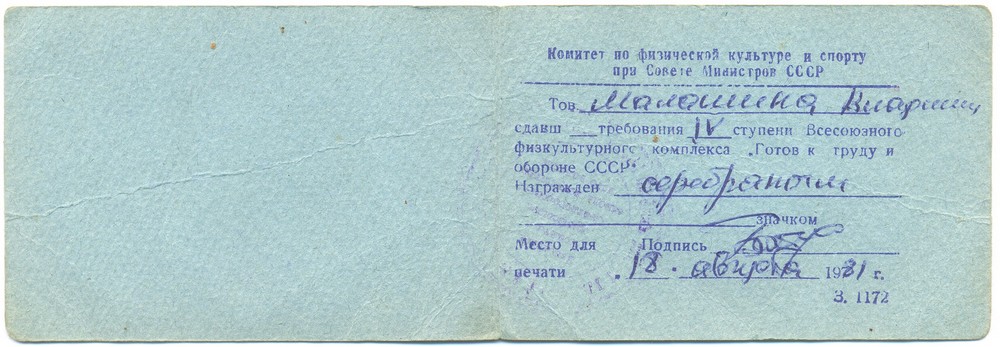 Комитет по физической культуре и спорту
при Совете Министров СССР
Тов. Малашина Владимир
сдавш требования IV ступени Всесоюзного
физкультурного комплекса „Готов к труду и
обороне СССР"
Награжден серебряным
значком
Место для Подпись
печати 18. августа 1981 г.
З. 1172